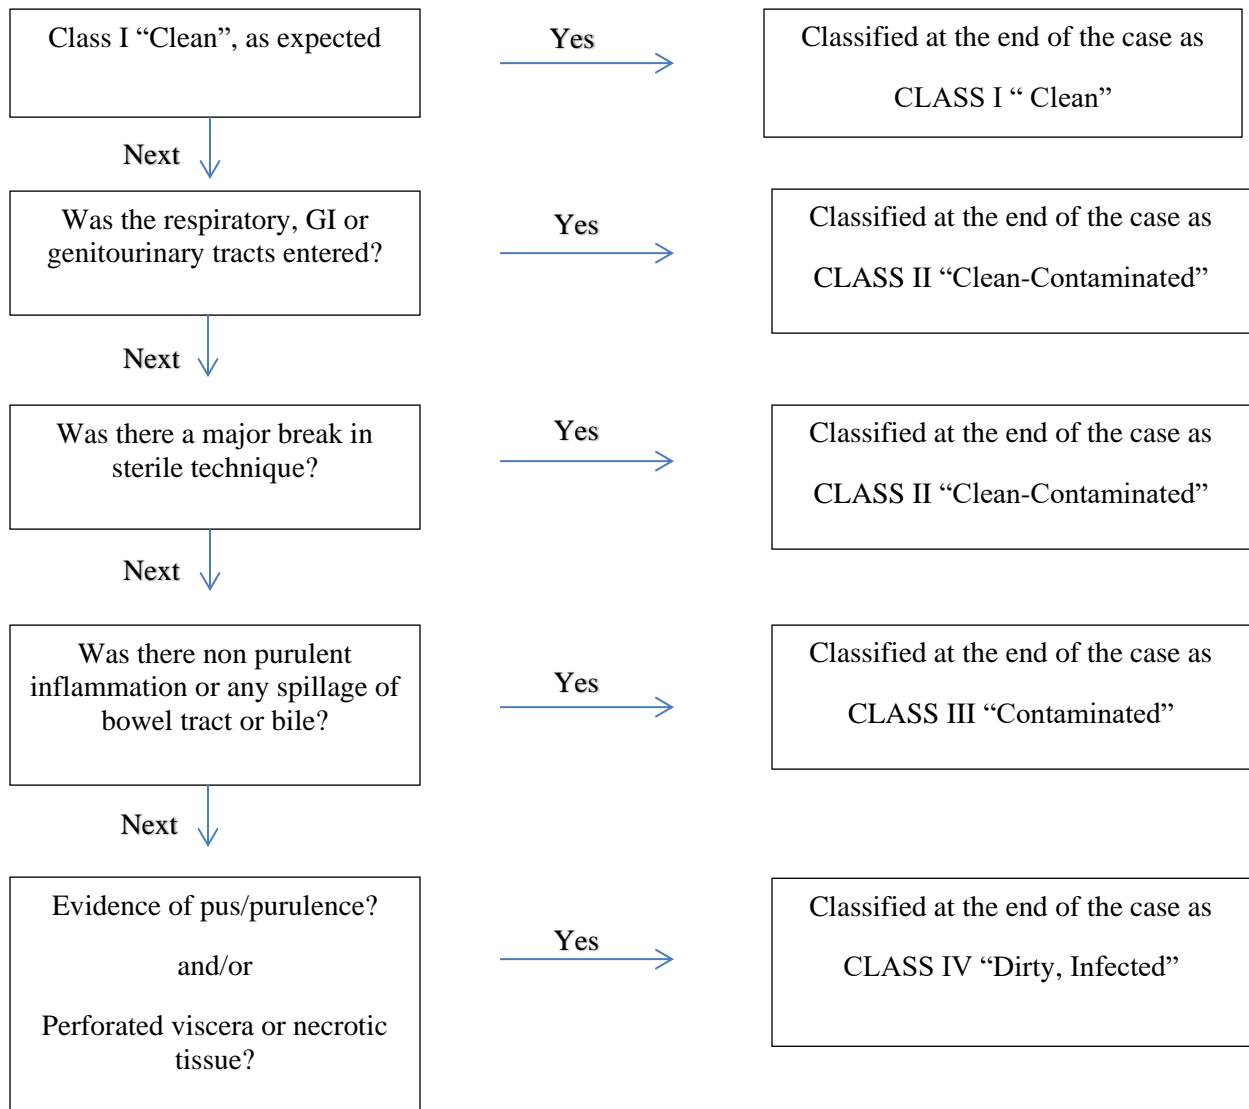 Class I “Clean”, as expected
Yes
Classified at the end of the case as
CLASS I “ Clean”
Next
Was the respiratory, GI or
genitourinary tracts entered?
Yes
Classified at the end of the case as
CLASS II “Clean-Contaminated”
Next
Was there a major break in
sterile technique?
Yes
Classified at the end of the case as
CLASS II “Clean-Contaminated”
Next
Was there non purulent
inflammation or any spillage of
bowel tract or bile?
Yes
Classified at the end of the case as
CLASS III “Contaminated”
Next
Evidence of pus/purulence?
and/or
Perforated viscera or necrotic
tissue?
Yes
Classified at the end of the case as
CLASS IV “Dirty, Infected”